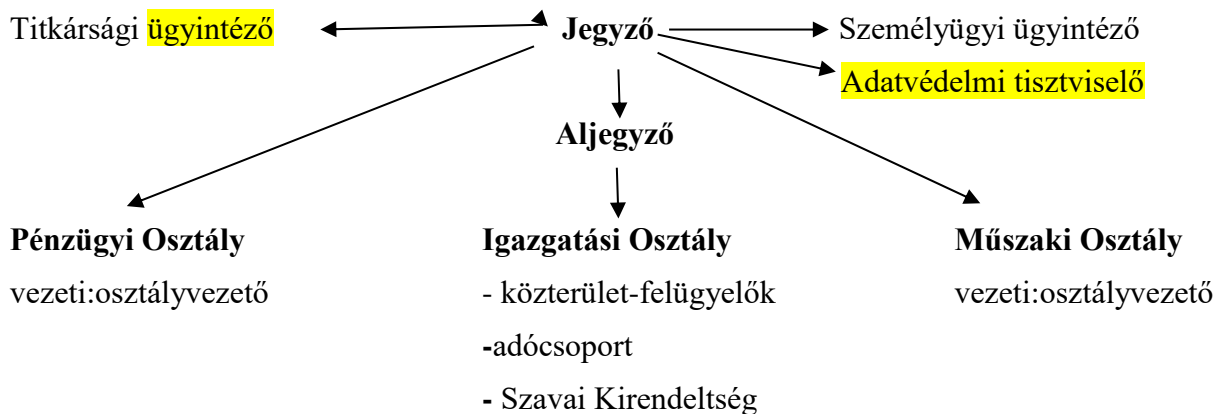 Titkársági ügyintéző
Jegyző
Személyügyi ügyintéző
Adatvédelmi tisztviselő
Aljegyző
Pénzügyi Osztály
vezeti:osztályvezető
Igazgatási Osztály
- közterület-felügyelők
-adócsoport
- Szavai Kirendeltség
Műszaki Osztály
vezeti:osztályvezető